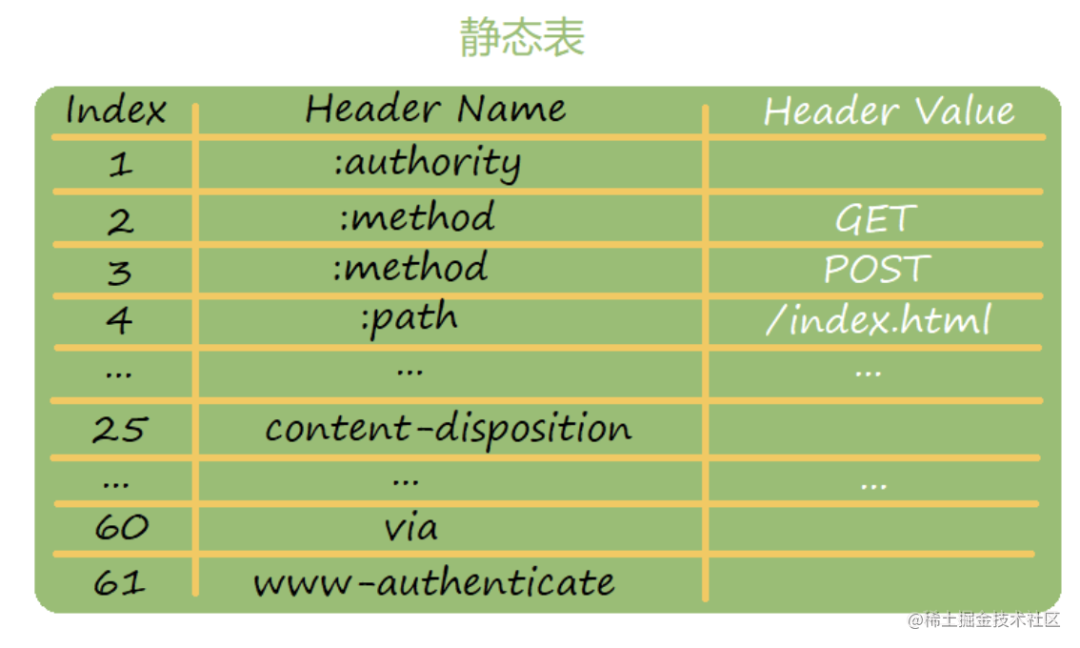 静态表
Index Header Name Header Value
1 :authority
2 :method GET
3 :method POST
4 :path /index.html
... ... ...
25 content-disposition
... ... ...
60 via
61 www-authenticate
@稀土掘金技术社区